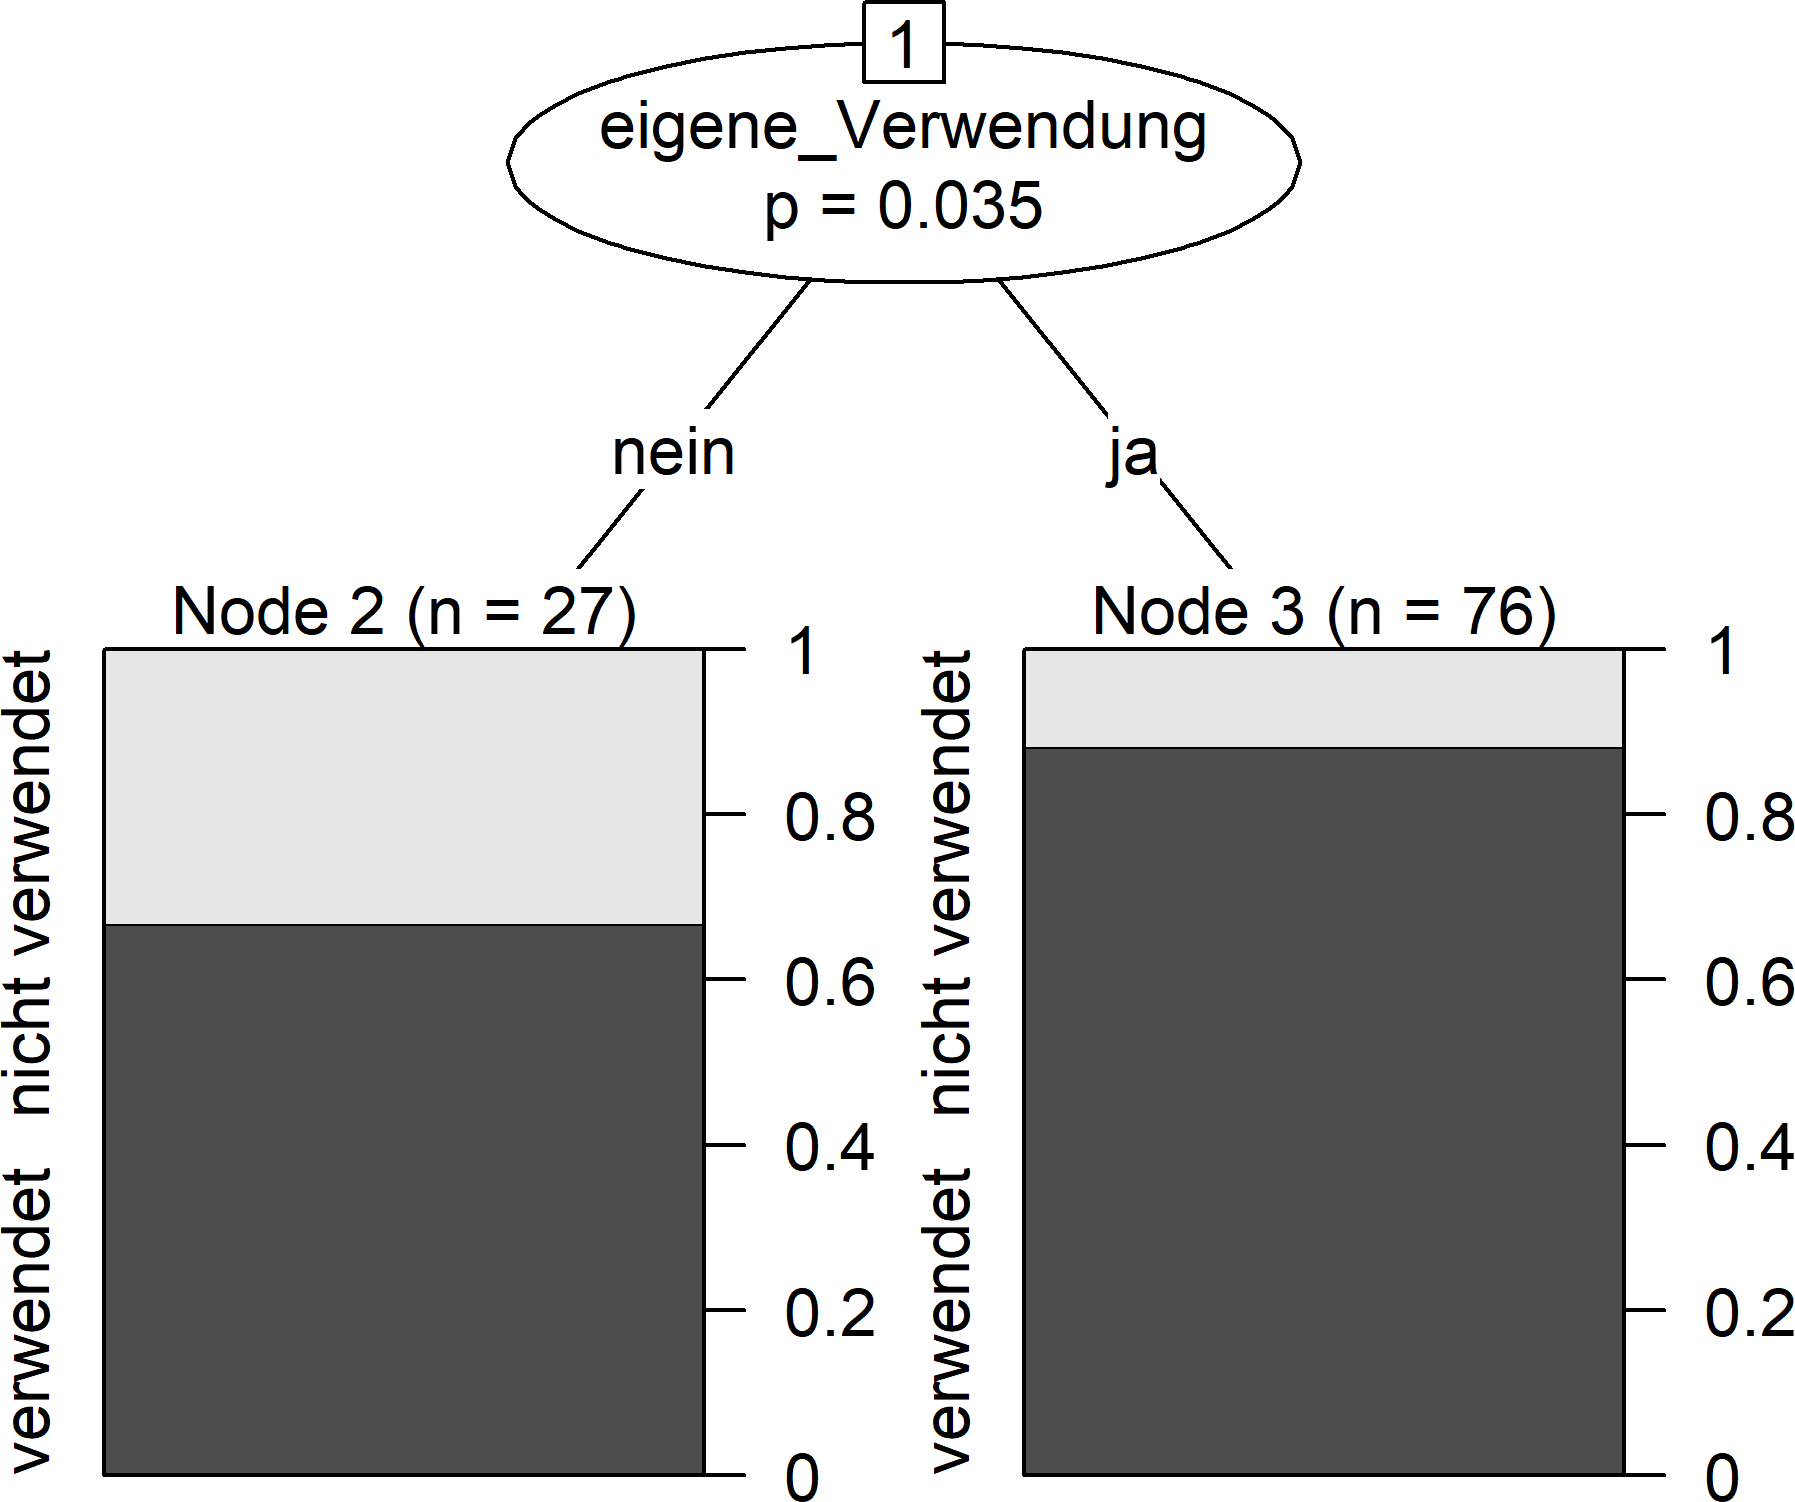 1
eigene_Verwendung
p = 0.035
nein
ja
Node 2 (n = 27)
nicht verwendet
verwendet
1
0.8
0.6
0.4
0.2
0
Node 3 (n = 76)
nicht verwendet
verwendet
1
0.8
0.6
0.4
0.2
0